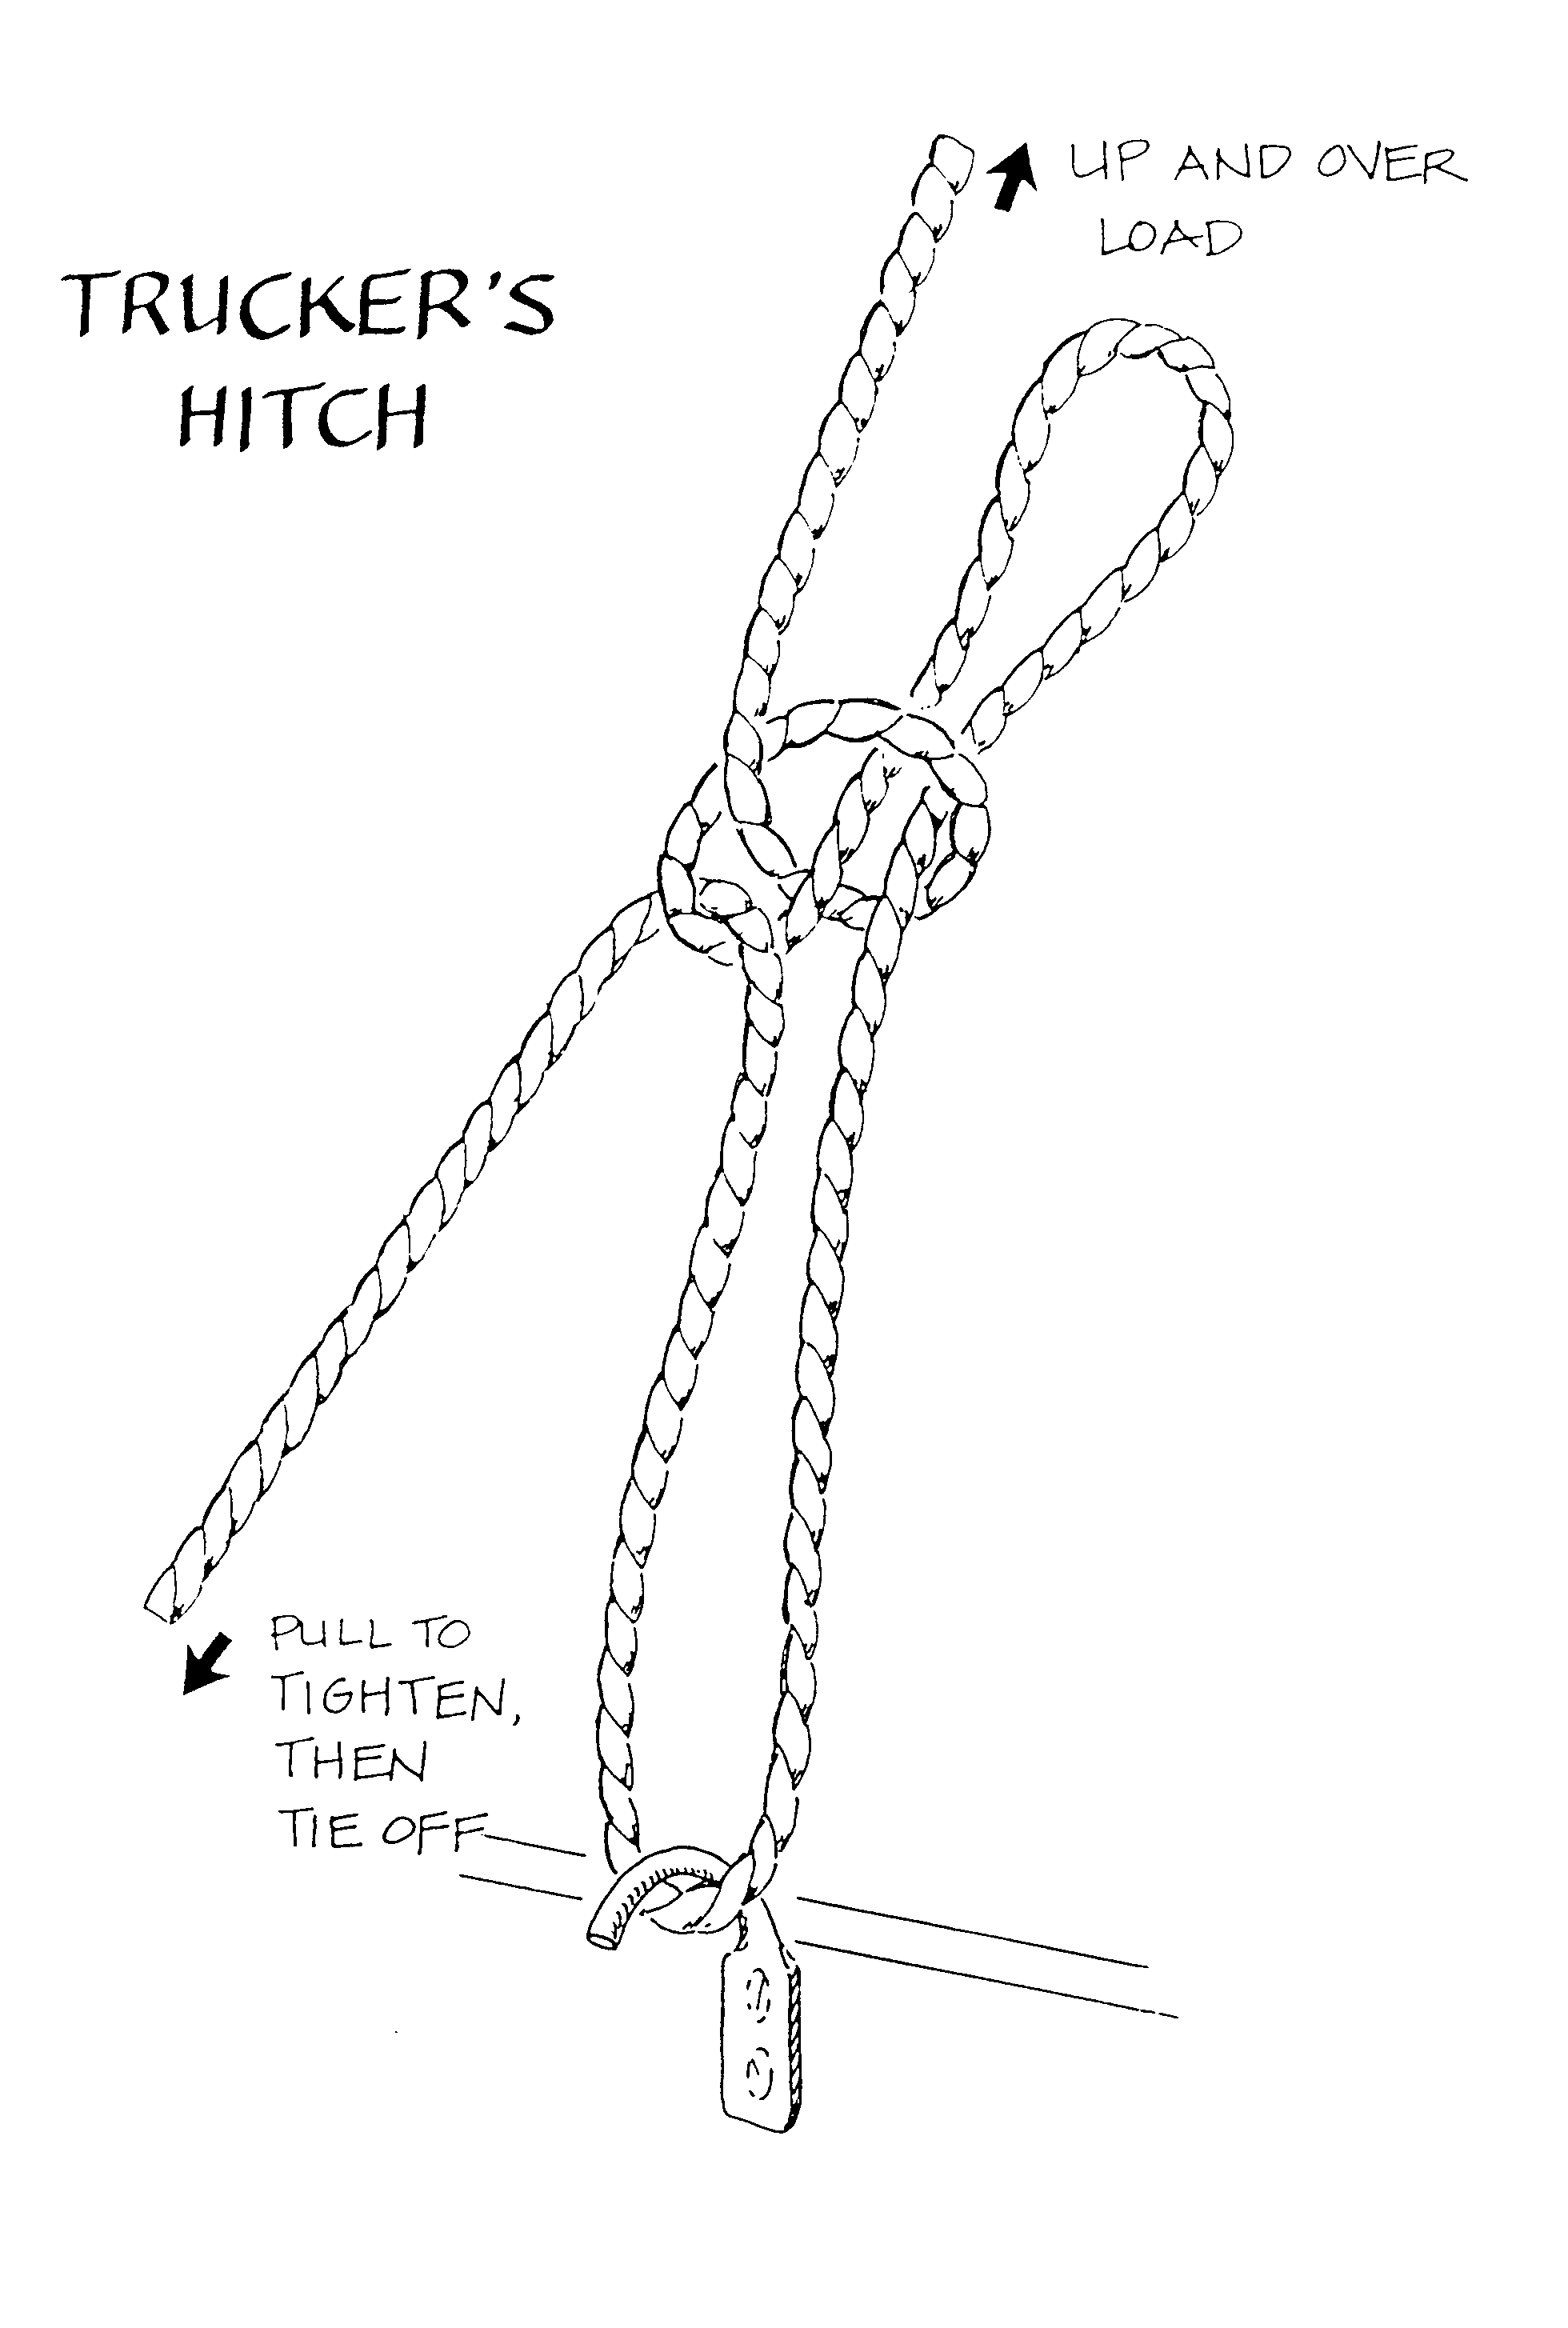 UP AND OVER
LOAD
TRUCKER'S
HITCH
PULL TO
TIGHTEN,
THEN
TIE OFF